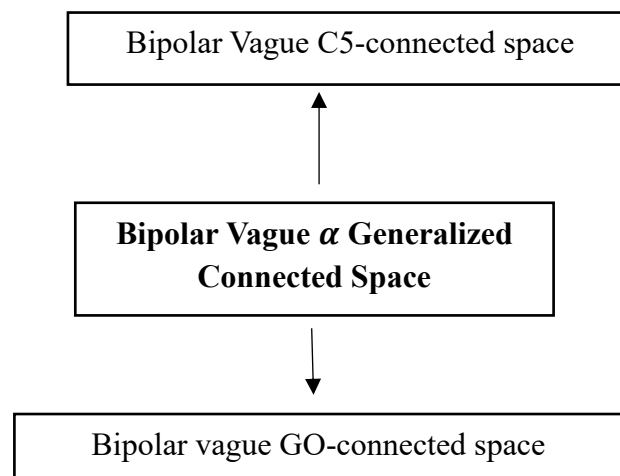 Bipolar Vague C5-connected space
Bipolar Vague α Generalized
Connected Space
Bipolar vague GO-connected space